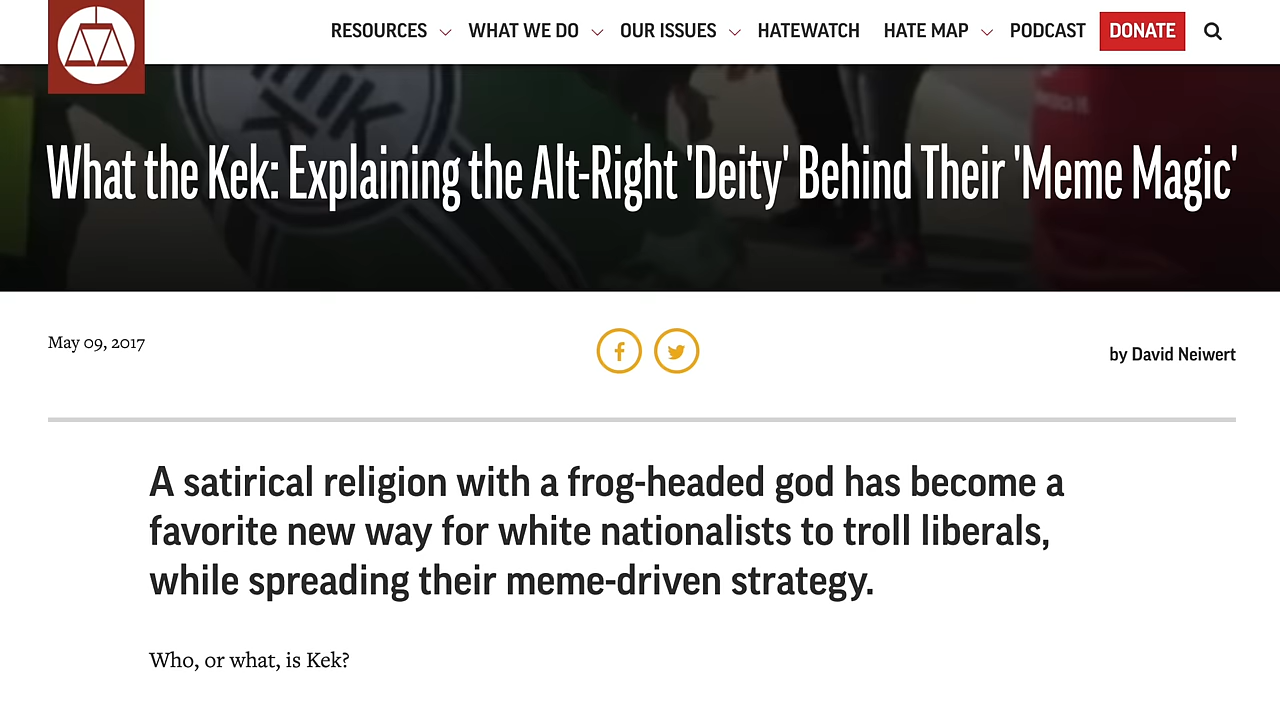 RESOURCES WHAT WE DO OUR ISSUES HATEWATCH HATE MAP PODCAST DONATE
What the Kek: Explaining the Alt-Right 'Deity' Behind Their 'Meme Magic'
May 09, 2017
by David Neiwert
A satirical religion with a frog-headed god has become a
favorite new way for white nationalists to troll liberals,
while spreading their meme-driven strategy.
Who, or what, is Kek?